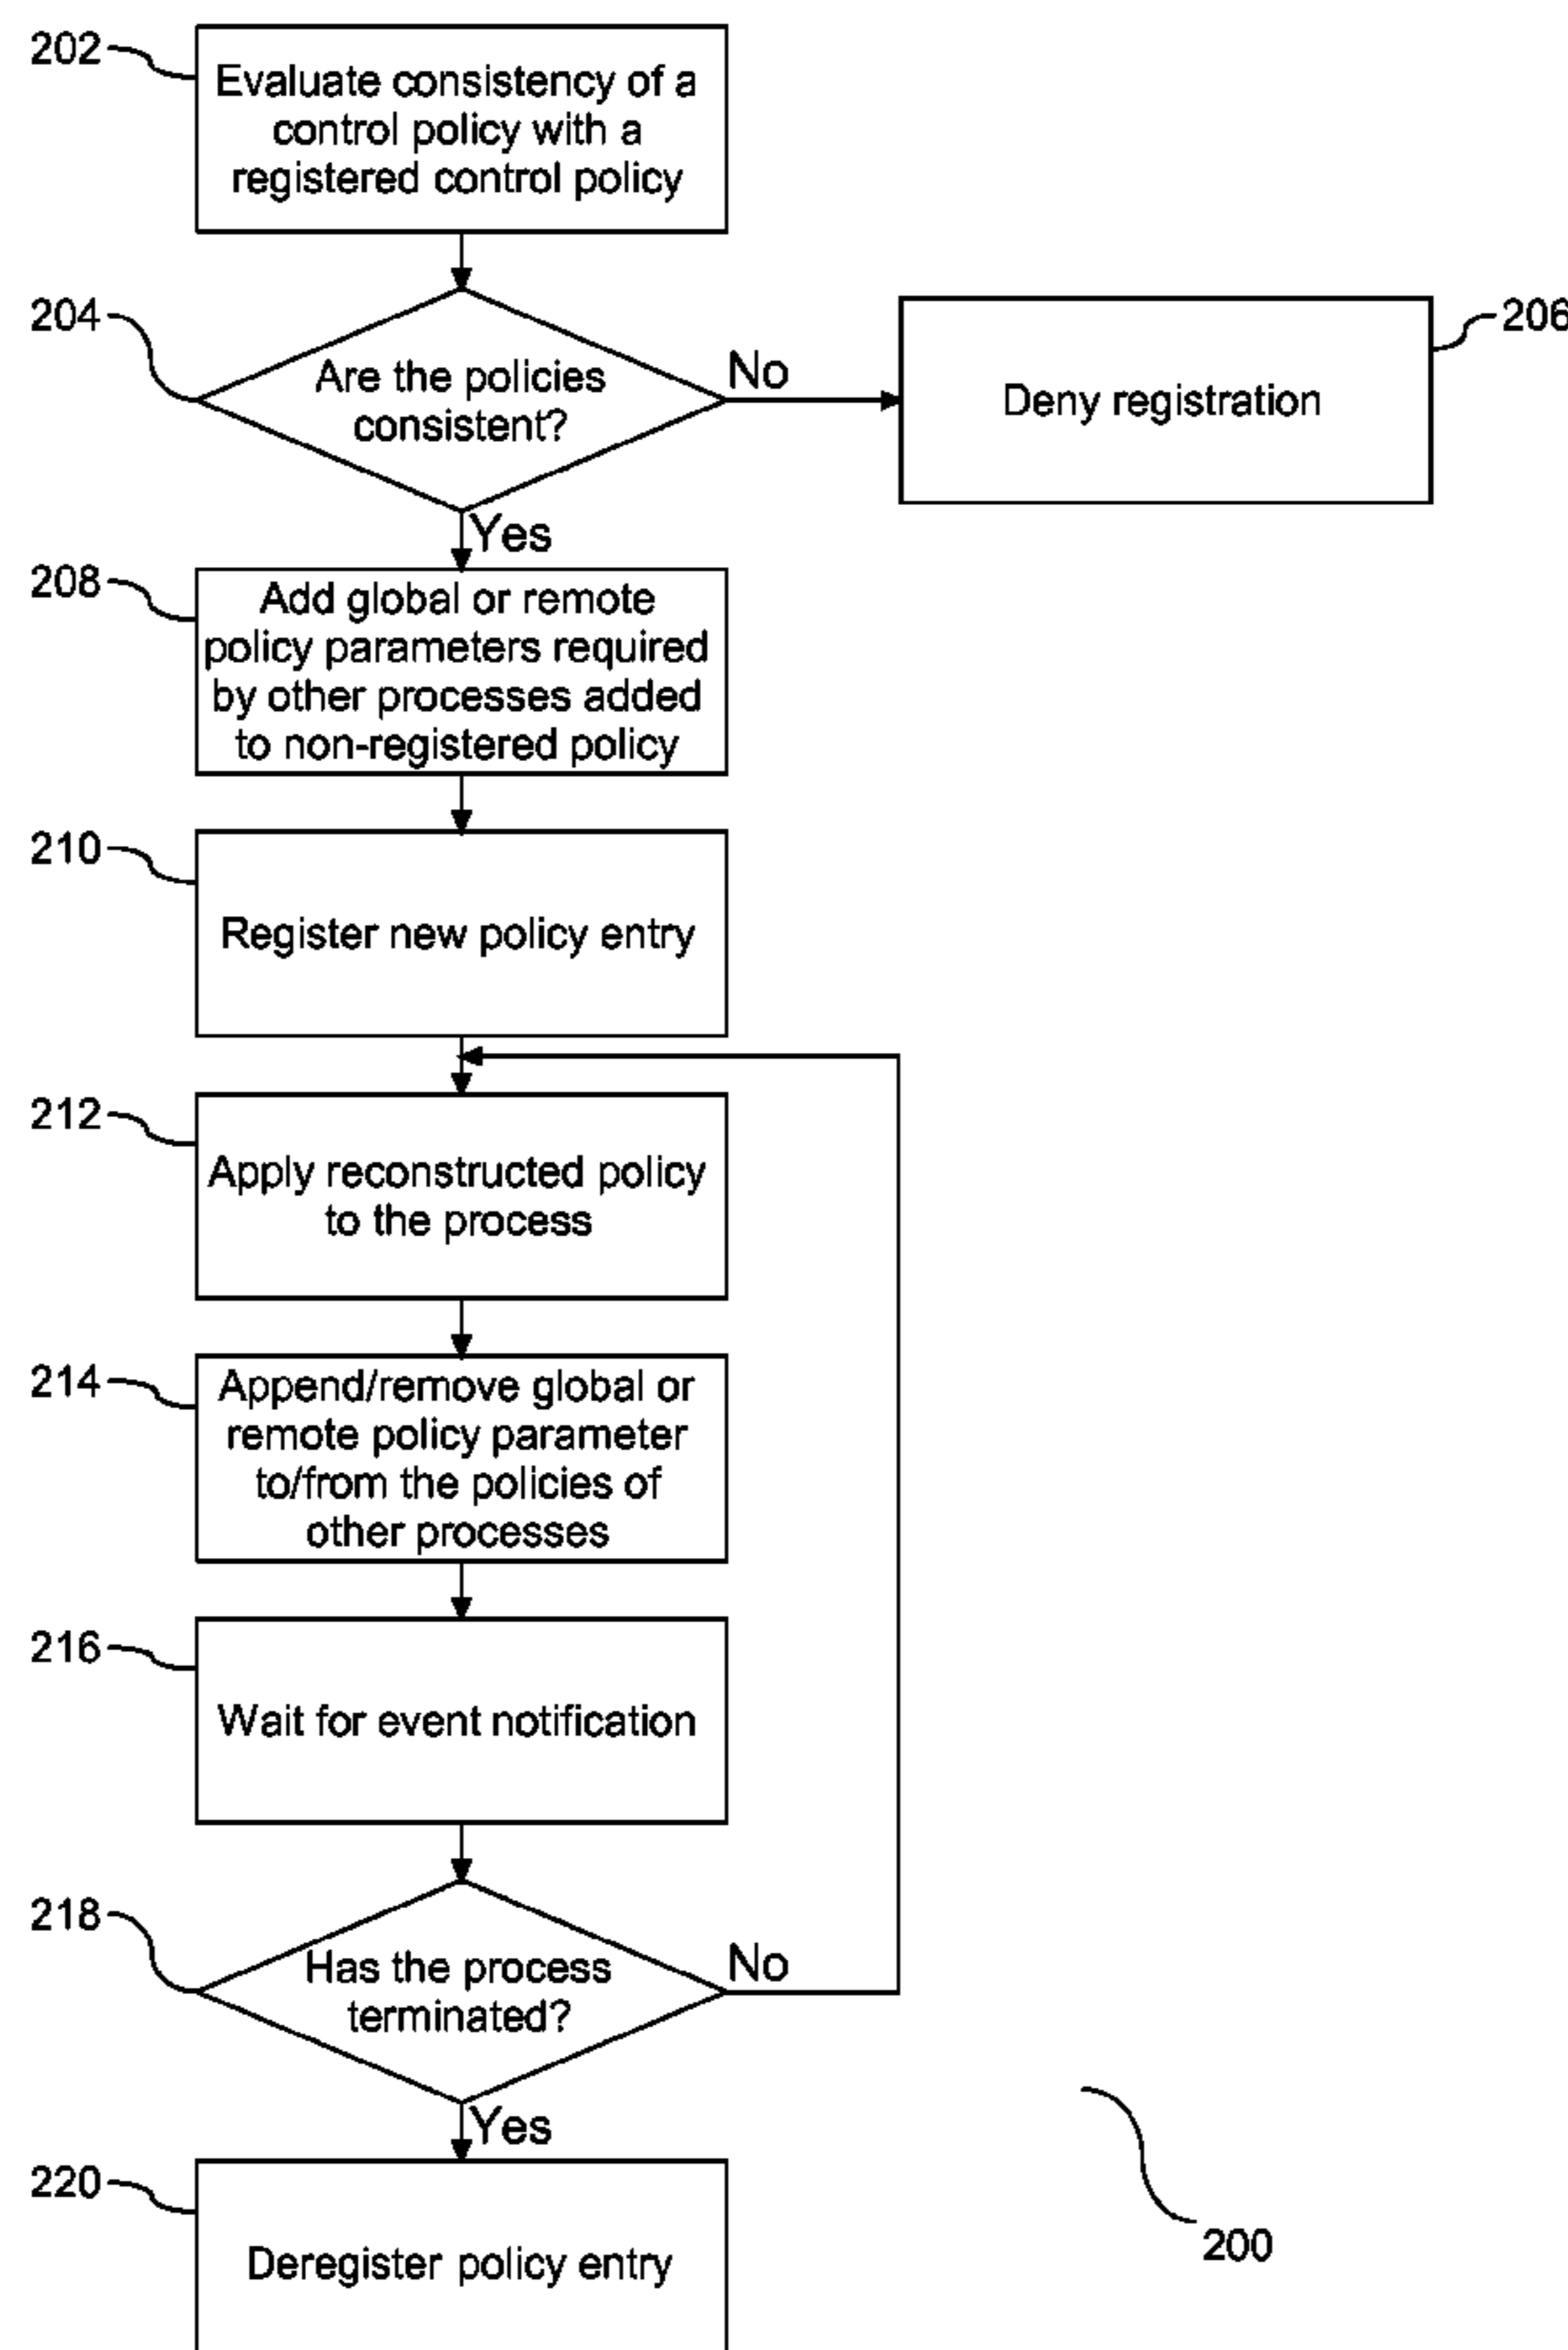 202
Evaluate consistency of a
control policy with a
registered control policy
204
Are the policies
consistent?
No
206
Deny registration
Yes
208
Add global or remote
policy parameters required
by other processes added
to non-registered policy
210
Register new policy entry
212
Apply reconstructed policy
to the process
214
Append/remove global or
remote policy parameter
to/from the policies of
other processes
216
Wait for event notification
218
Has the process
terminated?
No
Yes
220
Deregister policy entry
200